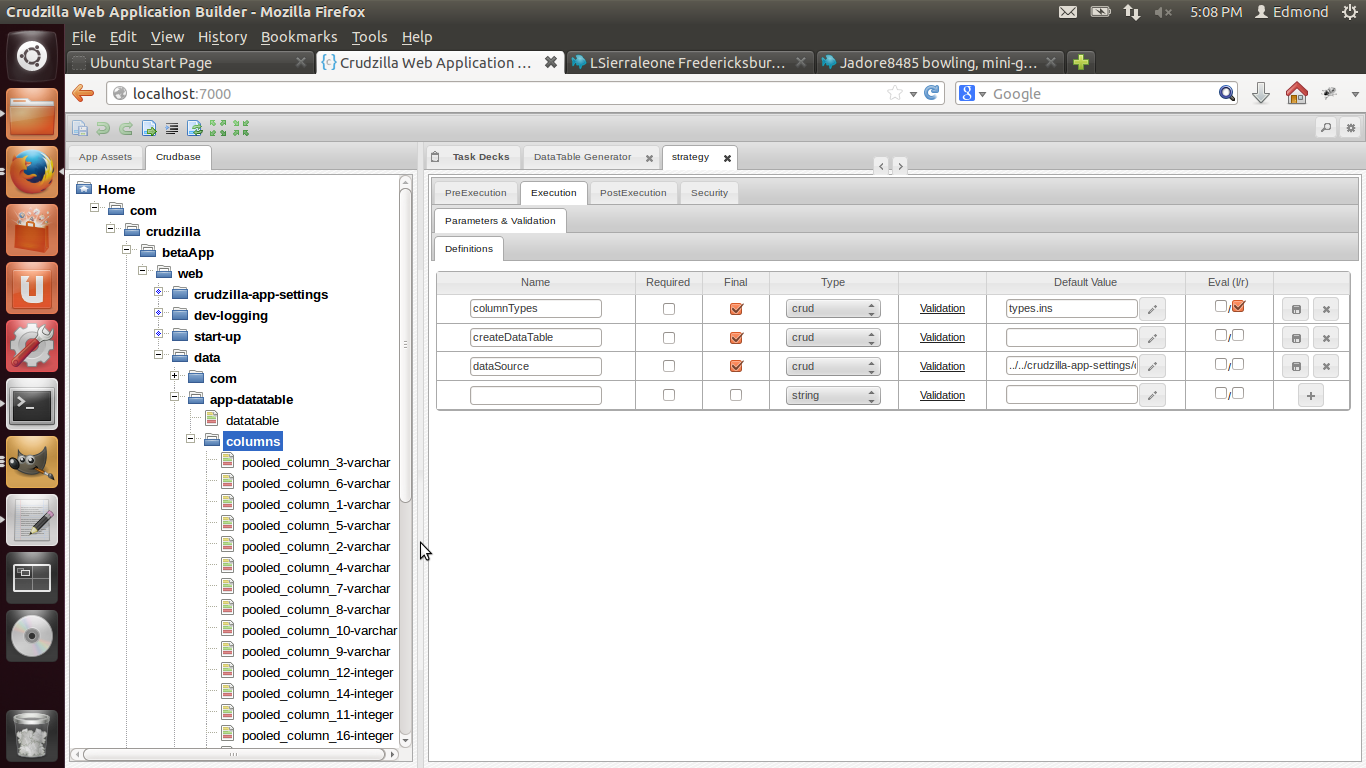 Crudzilla Web Application Builder - Mozilla Firefox
5:08 PM Edmond
File Edit View History Bookmarks Tools Help
Ubuntu Start Page
Crudzilla Web Application ...
LSierraleone Fredericksbur...
Jadore8485 bowling, mini-g...
localhost:7000
Google
App Assets
Crudbase
Home
com
crudzilla
betaApp
web
crudzilla-app-settings
dev-logging
start-up
data
com
app-datatable
datatable
columns
pooled_column_3-varchar
pooled_column_6-varchar
pooled_column_1-varchar
pooled_column_5-varchar
pooled_column_2-varchar
pooled_column_4-varchar
pooled_column_7-varchar
pooled_column_8-varchar
pooled_column_10-varchar
pooled_column_9-varchar
pooled_column_12-integer
pooled_column_14-integer
pooled_column_11-integer
pooled_column_16-integer
Task Decks
DataTable Generator
strategy
PreExecution
Execution
PostExecution
Security
Parameters & Validation
Definitions
Name Required Final Type Default Value Eval (l/r)
columnTypes crud Validation types.ins /
createDataTable crud Validation /
dataSource crud Validation ../../crudzilla-app-settings/ /
string Validation /